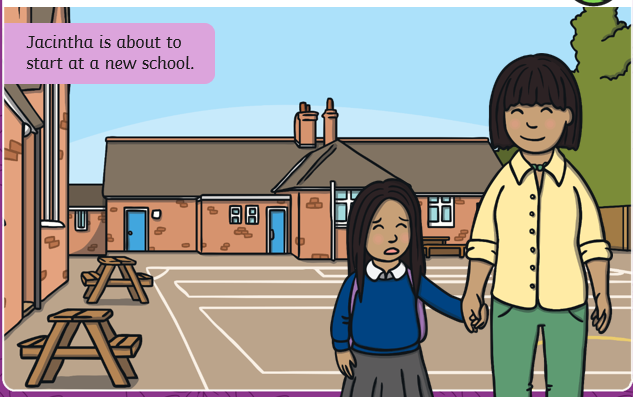 Jacintha is about to
start at a new school.